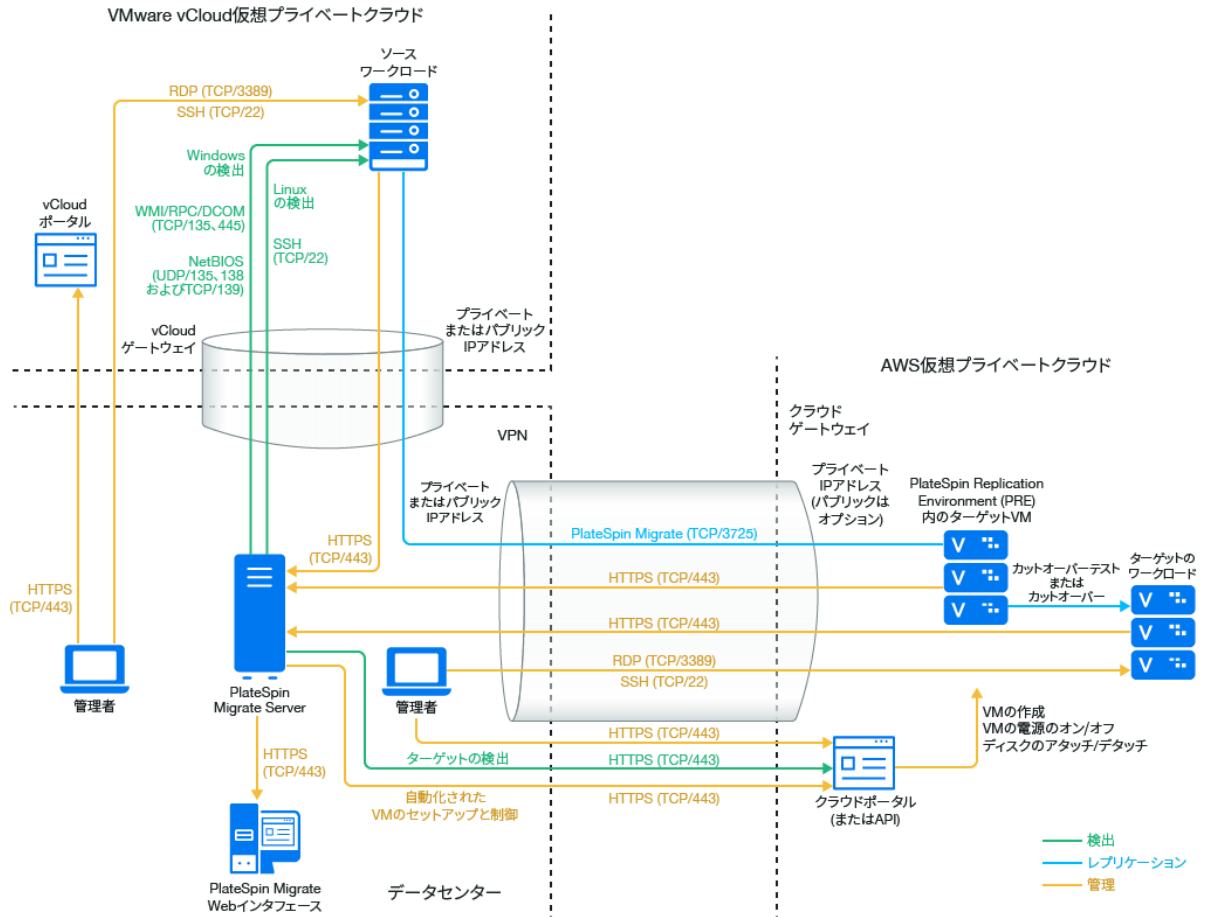 VMware vCloud仮想プライベートクラウド
ソース
ワークロード
RDP (TCP/3389)
SSH (TCP/22)
Windows
の検出
Linux
の検出
vCloud
ポータル
WMI/RPC/DCOM
(TCP/135、445)
SSH
(TCP/22)
NetBIOS
(UDP/135、138
およびTCP/139)
vCloud
ゲートウェイ
プライベート
またはパブリック
IPアドレス
AWS仮想プライベートクラウド
クラウド
ゲートウェイ
VPN
プライベート
またはパブリック
IPアドレス
プライベート
IPアドレス
(パブリックは
オプション)
PlateSpin Replication
Environment (PRE)
内のターゲットVM
PlateSpin Migrate (TCP/3725)
HTTPS
(TCP/443)
HTTPS (TCP/443)
カットオーバーテスト
または
カットオーバー
ターゲットの
ワークロード
HTTPS
(TCP/443)
HTTPS (TCP/443)
RDP (TCP/3389)
SSH (TCP/22)
管理者
PlateSpin
Migrate Server
管理者
VMの作成
VMの電源のオン/オフ
ディスクのアタッチ/デタッチ
HTTPS (TCP/443)
HTTPS
(TCP/443)
ターゲットの検出
HTTPS (TCP/443)
自動化された
VMのセットアップと制御
HTTPS (TCP/443)
クラウドポータル
(またはAPI)
PlateSpin Migrate
Webインタフェース
データセンター
検出
レプリケーション
管理
V
V
V
V
V
V